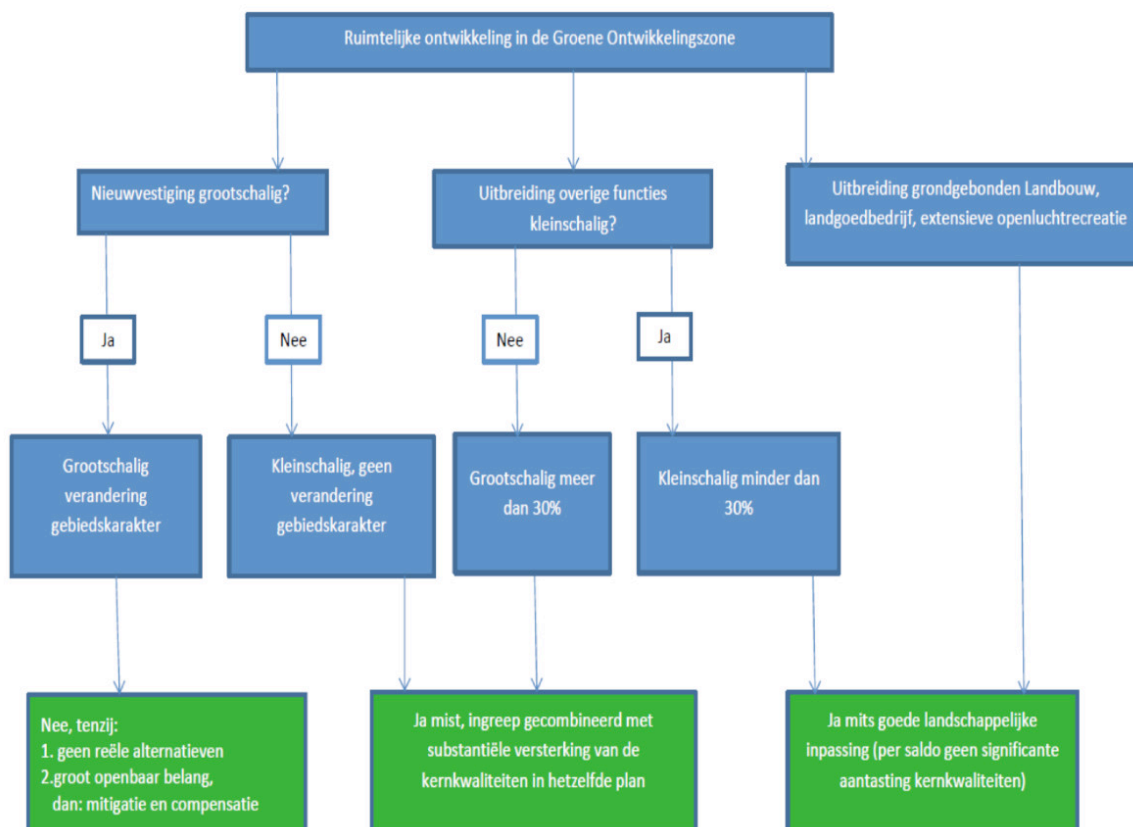 Ruimtelijke ontwikkeling in de Groene Ontwikkelingszone
Nieuwvestiging grootschalig?
Uitbreiding overige functies
kleinschalig?
Uitbreiding grondgebonden Landbouw,
landgoedbedrijf, extensieve openluchtrecreatie
Ja
Nee
Nee
Ja
Grootschalig
verandering
gebiedskarakter
Kleinschalig, geen
verandering
gebiedskarakter
Grootschalig meer
dan 30%
Kleinschalig minder dan
30%
Nee, tenzij:
1. geen reële alternatieven
2.groot openbaar belang,
dan: mitigatie en compensatie
Ja mist, ingreep gecombineerd met
substantiële versterking van de
kernkwaliteiten in hetzelfde plan
Ja mits goede landschappelijke
inpassing (per saldo geen significante
aantasting kernkwaliteiten)